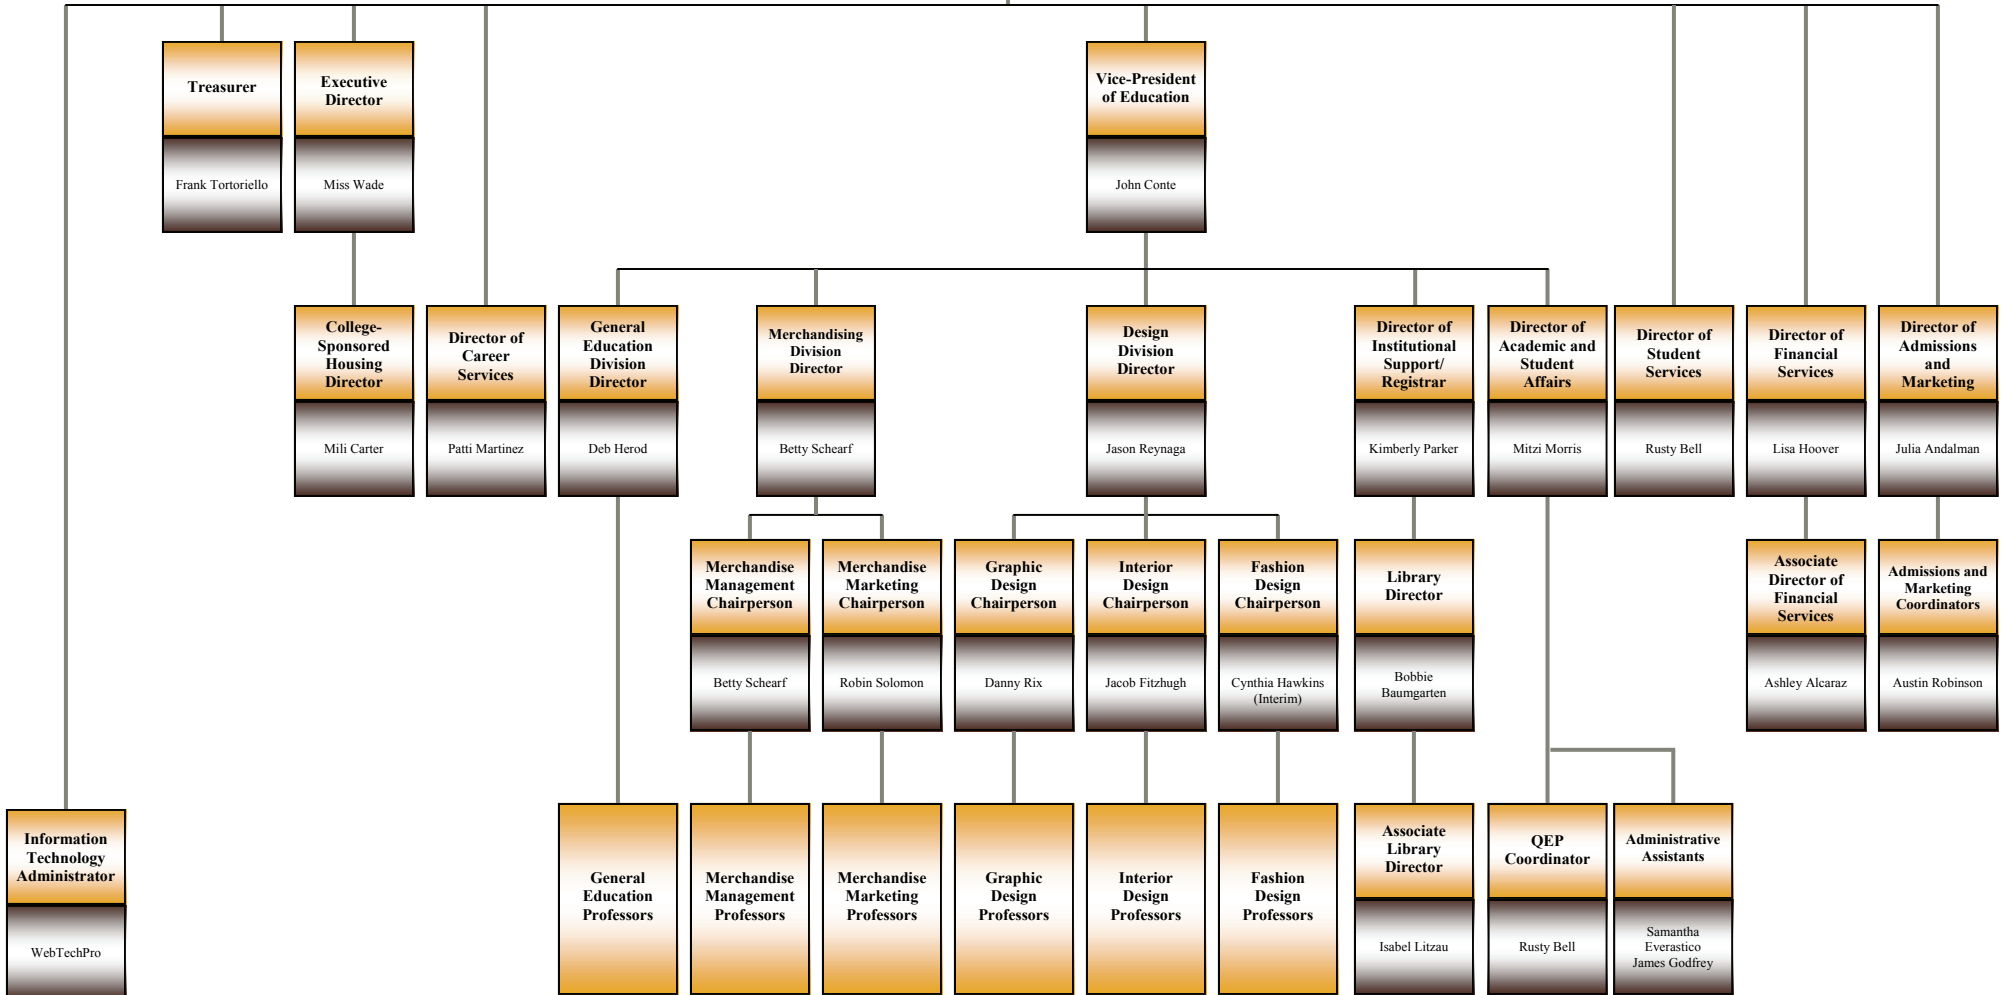 Treasurer
Frank Tortoriello
Executive
Director
Miss Wade
Vice-President
of Education
John Conte
College-
Sponsored
Housing
Director
Mili Carter
Director of
Career
Services
Patti Martinez
General
Education
Division
Director
Deb Herod
Merchandising
Division
Director
Betty Schearf
Design
Division
Director
Jason Reynaga
Director of
Institutional
Support/
Registrar
Kimberly Parker
Director of
Academic and
Student
Affairs
Mitzi Morris
Director of
Student
Services
Rusty Bell
Director of
Financial
Services
Lisa Hoover
Director of
Admissions
and
Marketing
Julia Andalman
Merchandise
Management
Chairperson
Betty Schearf
Merchandise
Marketing
Chairperson
Robin Solomon
Graphic
Design
Chairperson
Danny Rix
Interior
Design
Chairperson
Jacob Fitzhugh
Fashion
Design
Chairperson
Cynthia Hawkins
(Interim)
Library
Director
Bobbie
Baumgarten
Associate
Director of
Financial
Services
Ashley Alcaraz
Admissions and
Marketing
Coordinators
Austin Robinson
Information
Technology
Administrator
WebTechPro
General
Education
Professors
Merchandise
Management
Professors
Merchandise
Marketing
Professors
Graphic
Design
Professors
Interior
Design
Professors
Fashion
Design
Professors
Associate
Library
Director
Isabel Litzau
QEP
Coordinator
Rusty Bell
Administrative
Assistants
Samantha
Everastico
James Godfrey